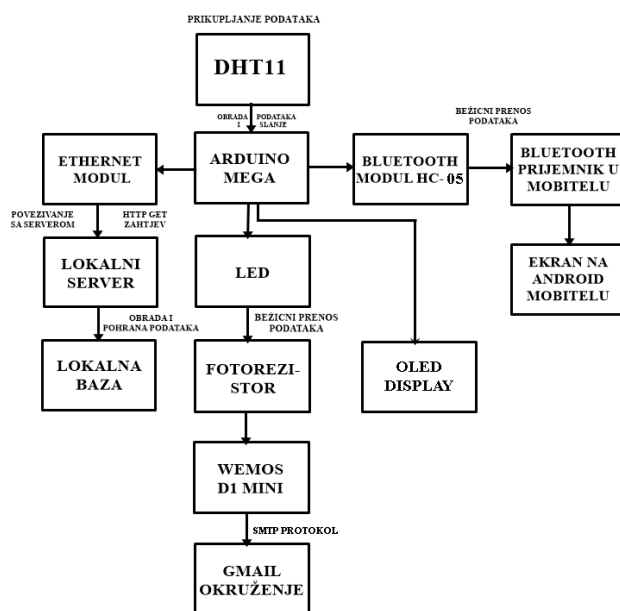 PRIKUPLJANJE PODATAKA
DHT11
OBRADA PODATAKA
I SLANJE
BEŽICNI PRENOS
PODATAKA
ETHERNET
MODUL
ARDUINO
MEGA
BLUETOOTH
MODUL HC-05
BLUETOOTH
PRIJEMNIK U
MOBITELU
POVEZIVANJE
SA SERVEROM
HTTP GET
ZAHTJEV
LOKALNI
SERVER
LED
EKRAN NA
ANDROID
MOBITELU
OBRADA I
POHRANA PODATAKA
BEŽICNI PRENOS
PODATAKA
LOKALNA
BAZA
FOTOREZI-
STOR
OLED
DISPLAY
WEMOS
D1 MINI
SMTP PROTOKOL
GMAIL
OKRUŽENJE